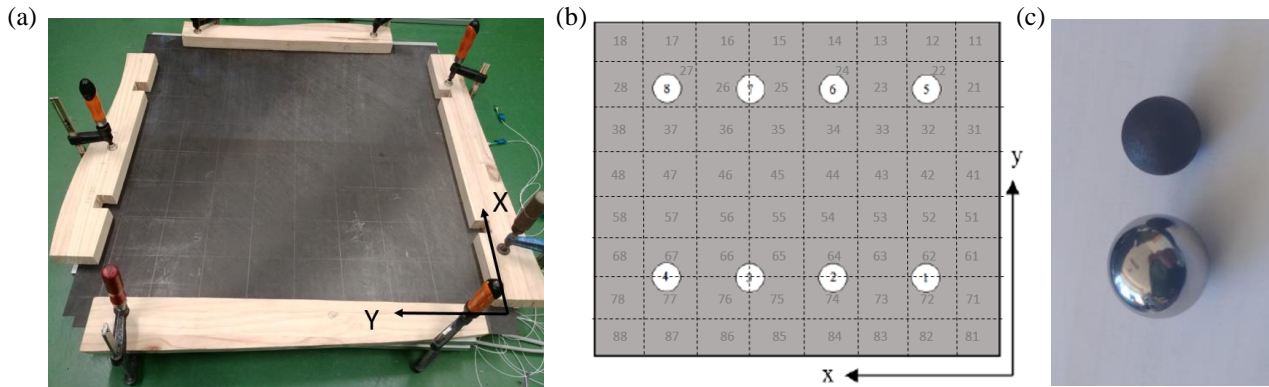 (a)
X
Y
(b)
18 17 16 15 14 13 12 11
27 24 22
28 8 26 7 25 6 23 5 21
38 37 36 35 34 33 32 31
48 47 46 45 44 43 42 41
58 57 56 55 54 53 52 51
68 67 66 65 64 63 62 61
4 3 2 1
78 77 76 75 74 73 72 71
88 87 86 85 84 83 82 81
y
x
(c)